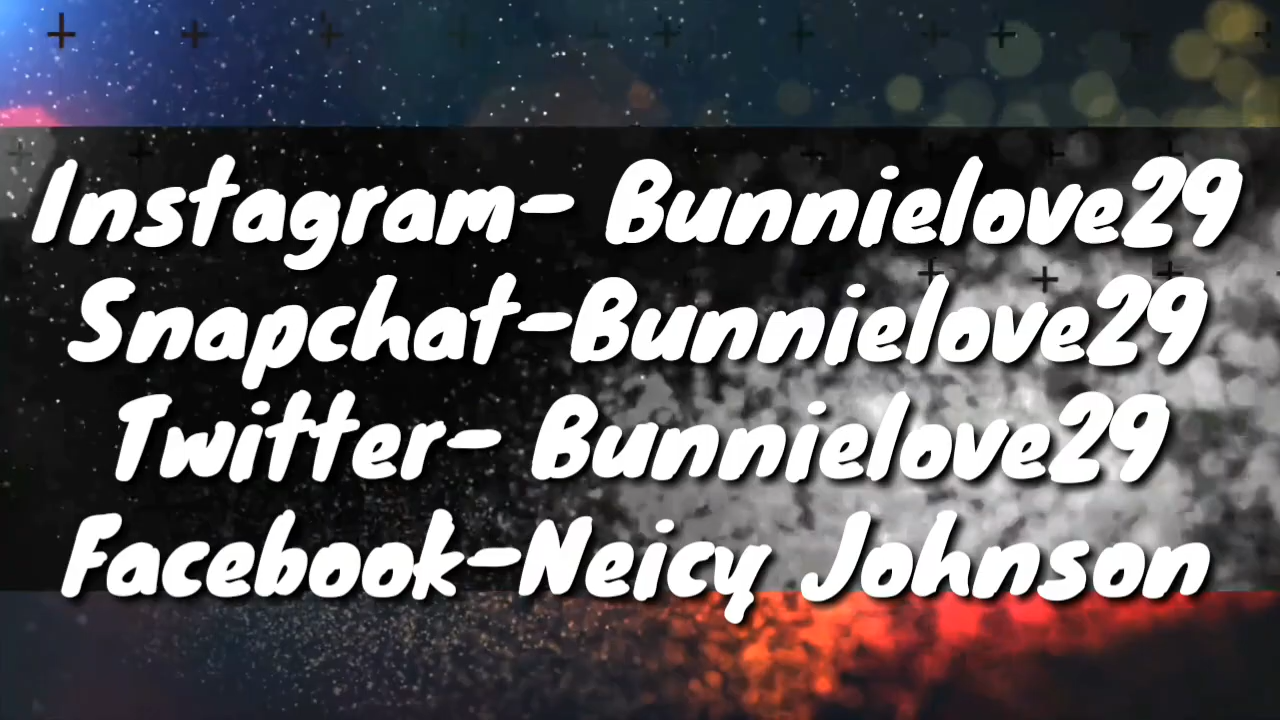 Instagram- Bunnielove29
Snapchat-Bunnielove29
Twitter- Bunnielove29
Facebook-Neicy Johnson